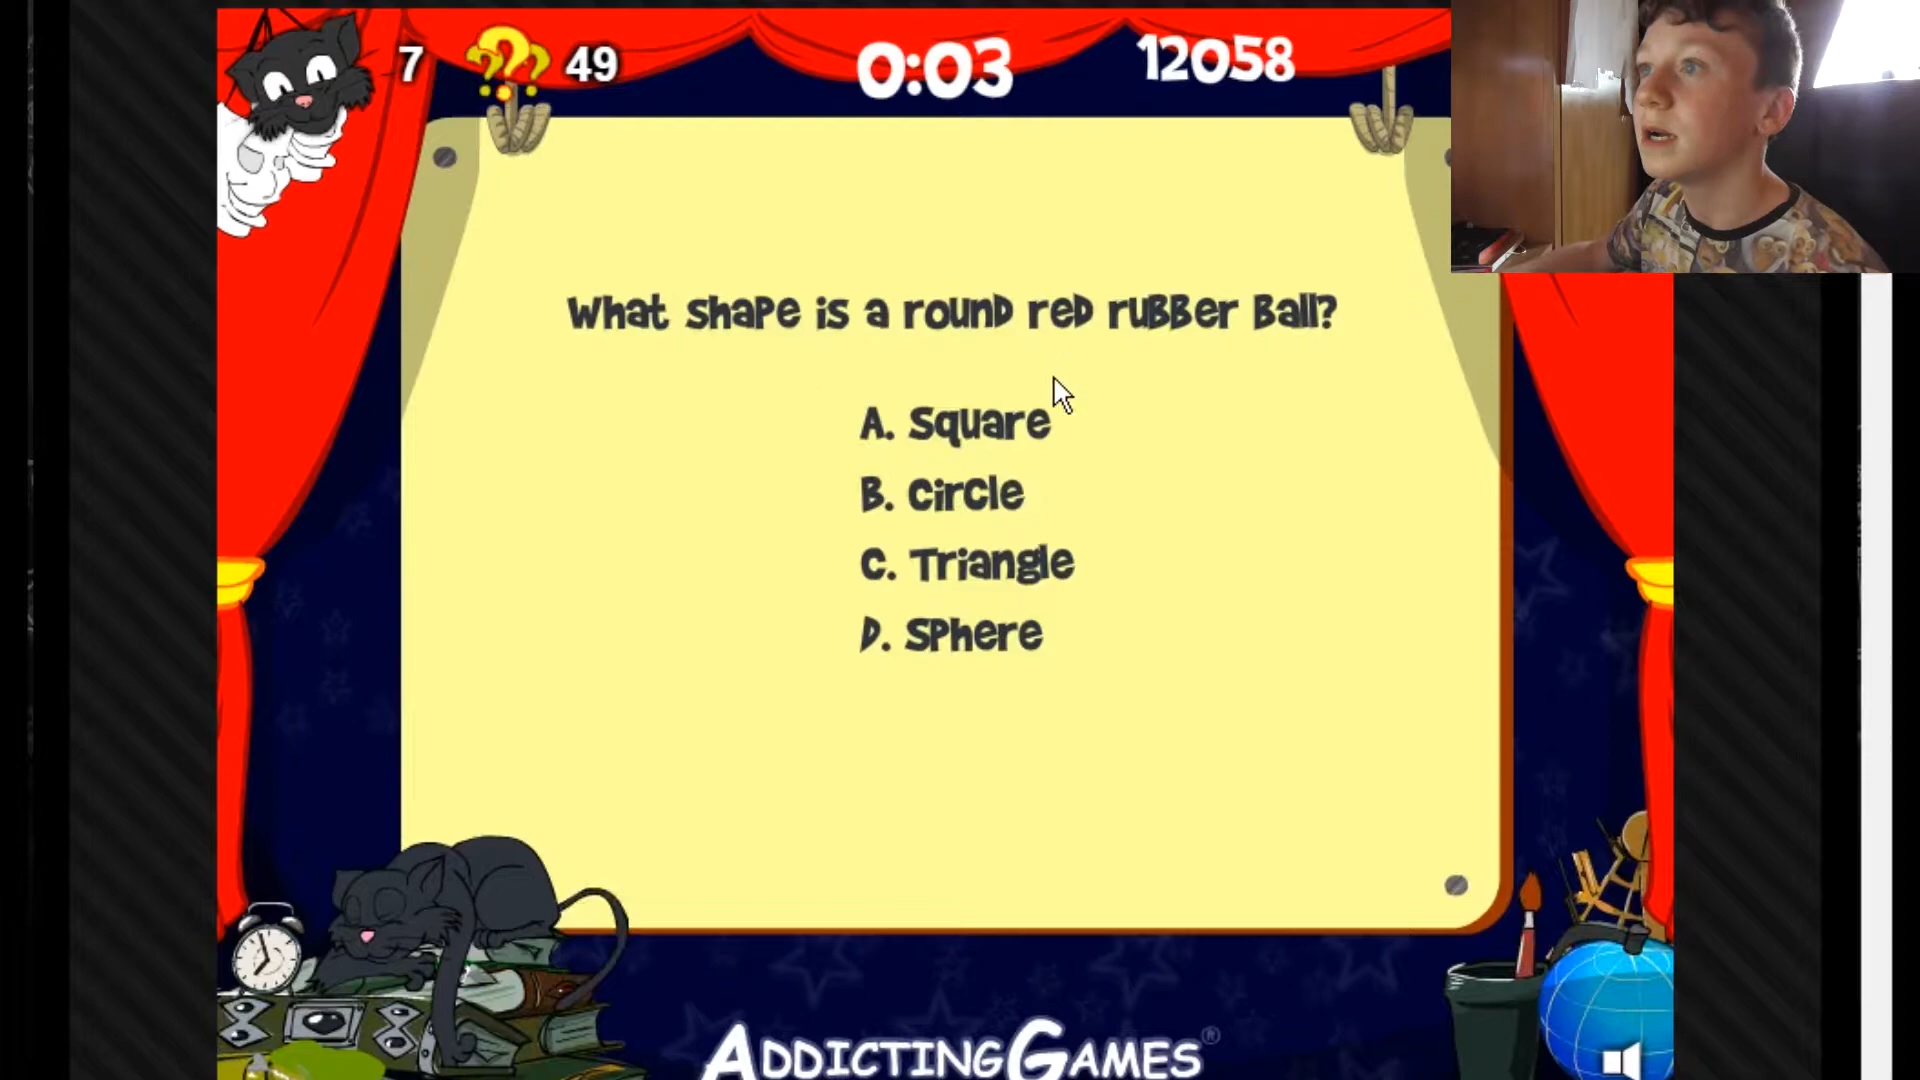 7 49 0:03 12058
What shape is a round red rubber ball?
A. Square
B. Circle
C. Triangle
D. Sphere
ADDICTINGGAMES®